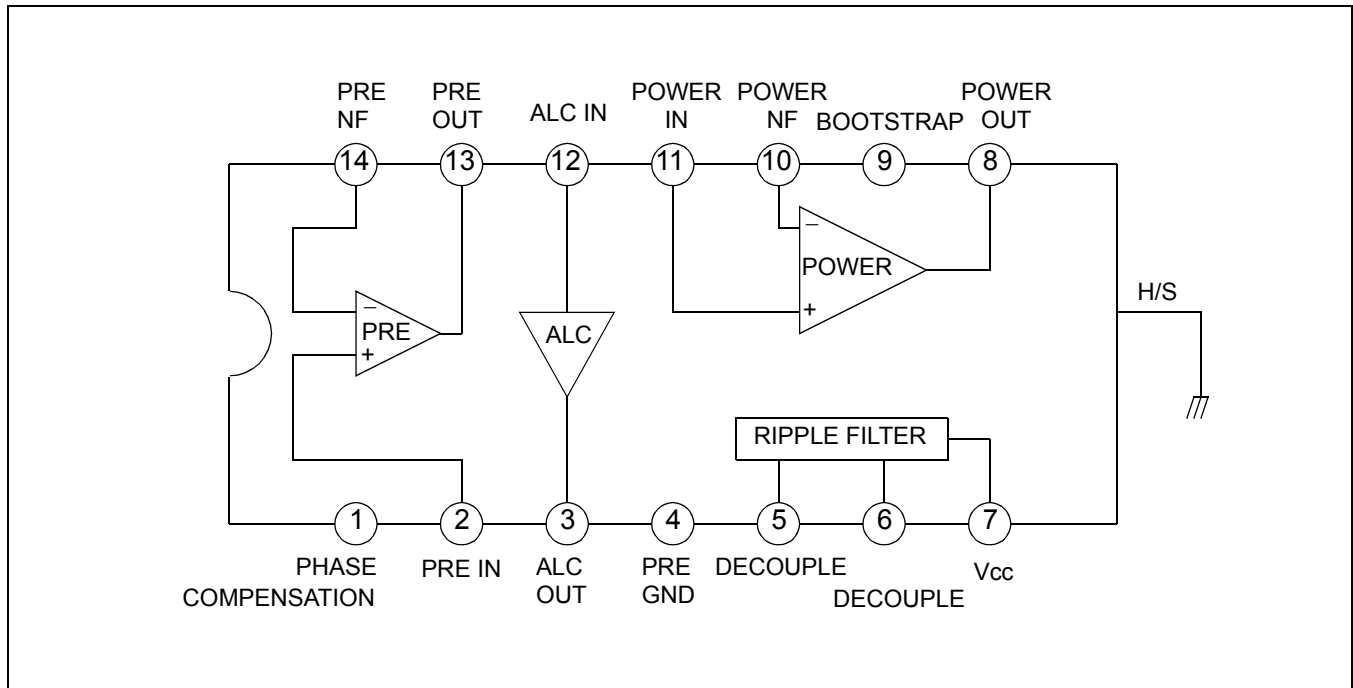 PRE
NF
PRE
OUT
ALC IN
POWER
IN
POWER
NF
BOOTSTRAP
POWER
OUT
14
13
12
11
10
9
8
−
PRE
+
ALC
−
POWER
+
H/S
RIPPLE FILTER
1
2
3
4
5
6
7
PHASE
COMPENSATION
PRE IN
ALC
OUT
PRE
GND
DECOUPLE
DECOUPLE
Vcc